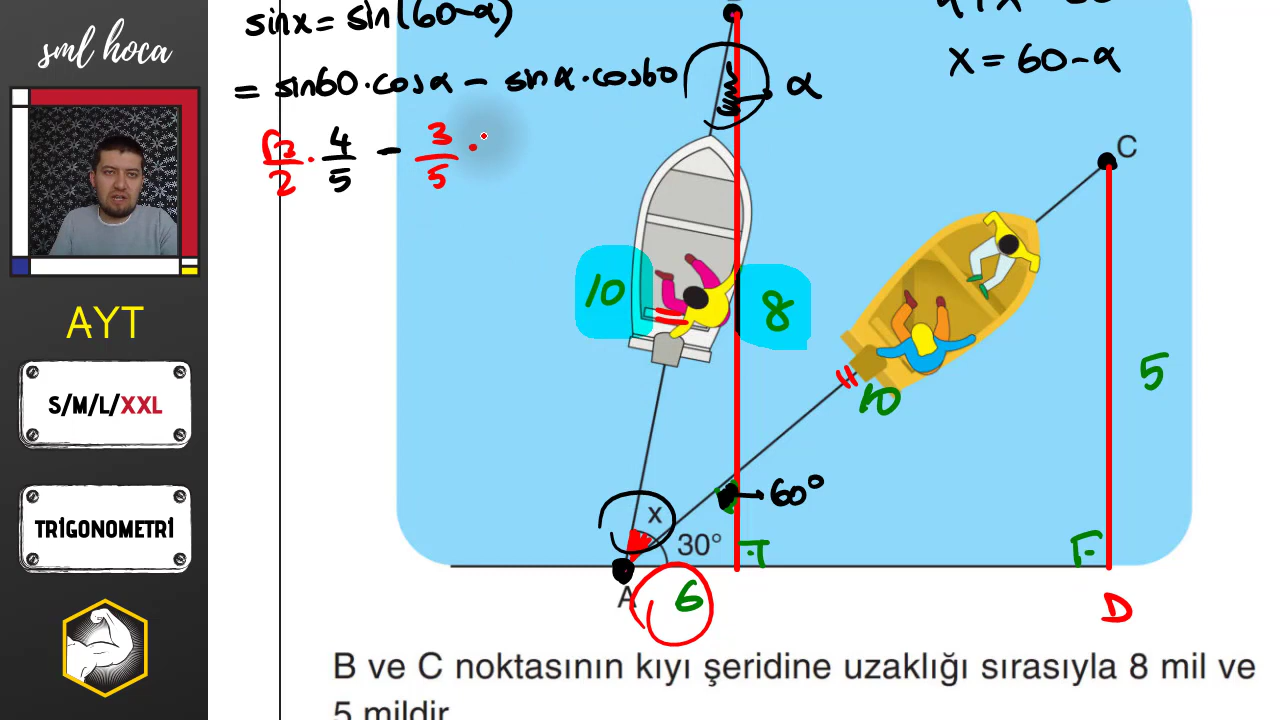 sml hoca
AYT
S/M/L/XXL
TRİGONOMETRİ
sinx = sin(60-α)
= sin60·cosα - sinα·cos60
√3/2 · 4/5 - 3/5 ·
x = 60-α
α
C
10
8
10
5
60°
x
30°
T
F
A
6
D
B ve C noktasının kıyı şeridine uzaklığı sırasıyla 8 mil ve
5 mildir